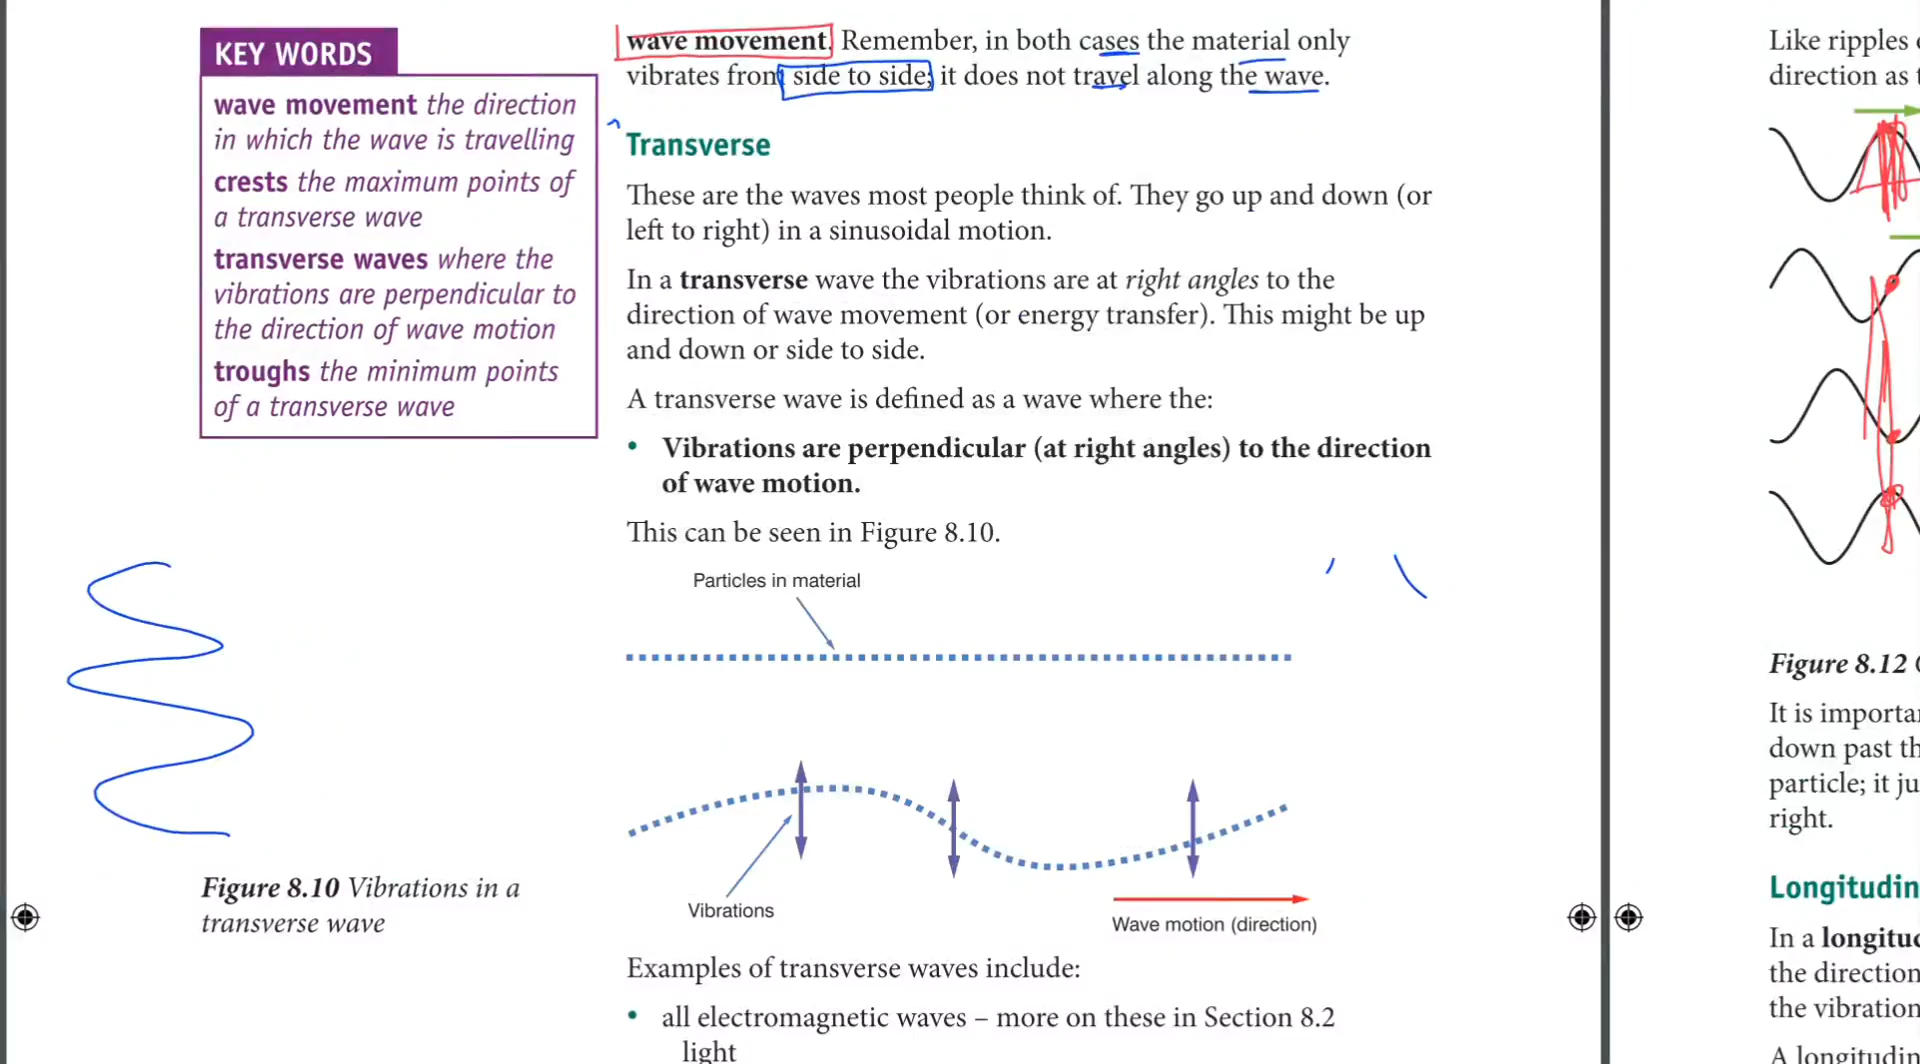 KEY WORDS
wave movement the direction
in which the wave is travelling
crests the maximum points of
a transverse wave
transverse waves where the
vibrations are perpendicular to
the direction of wave motion
troughs the minimum points
of a transverse wave
wave movement. Remember, in both cases the material only
vibrates from side to side; it does not travel along the wave.
Transverse
These are the waves most people think of. They go up and down (or
left to right) in a sinusoidal motion.
In a transverse wave the vibrations are at right angles to the
direction of wave movement (or energy transfer). This might be up
and down or side to side.
A transverse wave is defined as a wave where the:
• Vibrations are perpendicular (at right angles) to the direction
of wave motion.
This can be seen in Figure 8.10.
Particles in material
Vibrations
Wave motion (direction)
Figure 8.10 Vibrations in a
transverse wave
Examples of transverse waves include:
• all electromagnetic waves – more on these in Section 8.2
light
Like ripples
direction as
Figure 8.12
It is
down past
particle; it
right.
In a
the direction
the